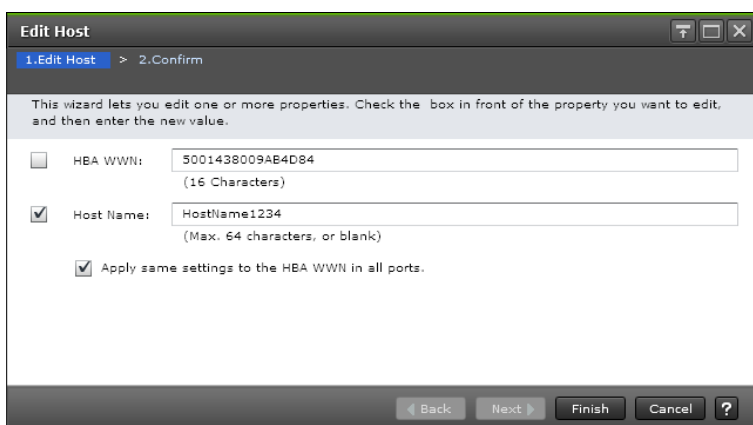 Edit Host
1.Edit Host > 2.Confirm
This wizard lets you edit one or more properties. Check the box in front of the property you want to edit,
and then enter the new value.
HBA WWN: 5001438009AB4D84
(16 Characters)
Host Name: HostName1234
(Max. 64 characters, or blank)
Apply same settings to the HBA WWN in all ports.
Back Next Finish Cancel ?